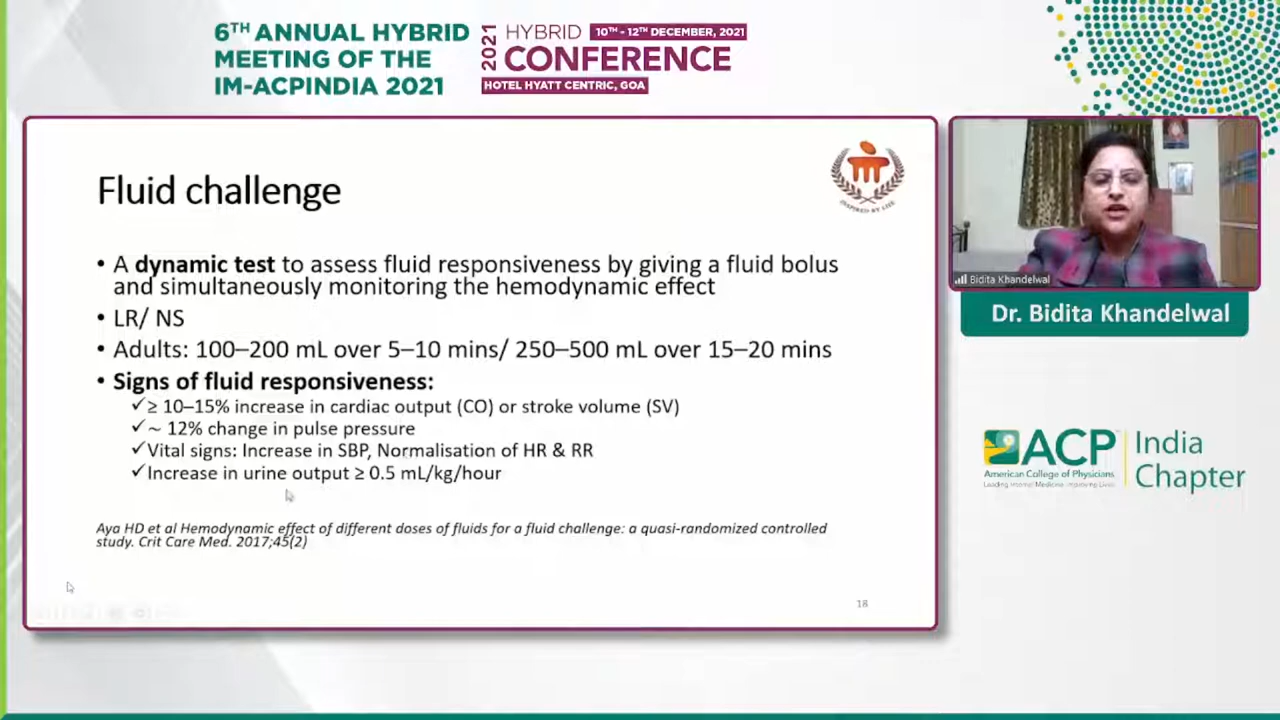 6TH ANNUAL HYBRID
MEETING OF THE
IM-ACPINDIA 2021
2021
HYBRID 10TH - 12TH DECEMBER, 2021
CONFERENCE
HOTEL HYATT CENTRIC, GOA
Fluid challenge
INSPIRED BY LIFE
• A dynamic test to assess fluid responsiveness by giving a fluid bolus
and simultaneously monitoring the hemodynamic effect
• LR/ NS
• Adults: 100–200 mL over 5–10 mins/ 250–500 mL over 15–20 mins
• Signs of fluid responsiveness:
✓≥ 10–15% increase in cardiac output (CO) or stroke volume (SV)
✓~ 12% change in pulse pressure
✓Vital signs: Increase in SBP, Normalisation of HR & RR
✓Increase in urine output ≥ 0.5 mL/kg/hour
Aya HD et al Hemodynamic effect of different doses of fluids for a fluid challenge: a quasi-randomized controlled
study. Crit Care Med. 2017;45(2)
18
Bidita Khandelwal
Dr. Bidita Khandelwal
ACP
American College of Physicians
Leading Internal Medicine, Improving Lives
India
Chapter